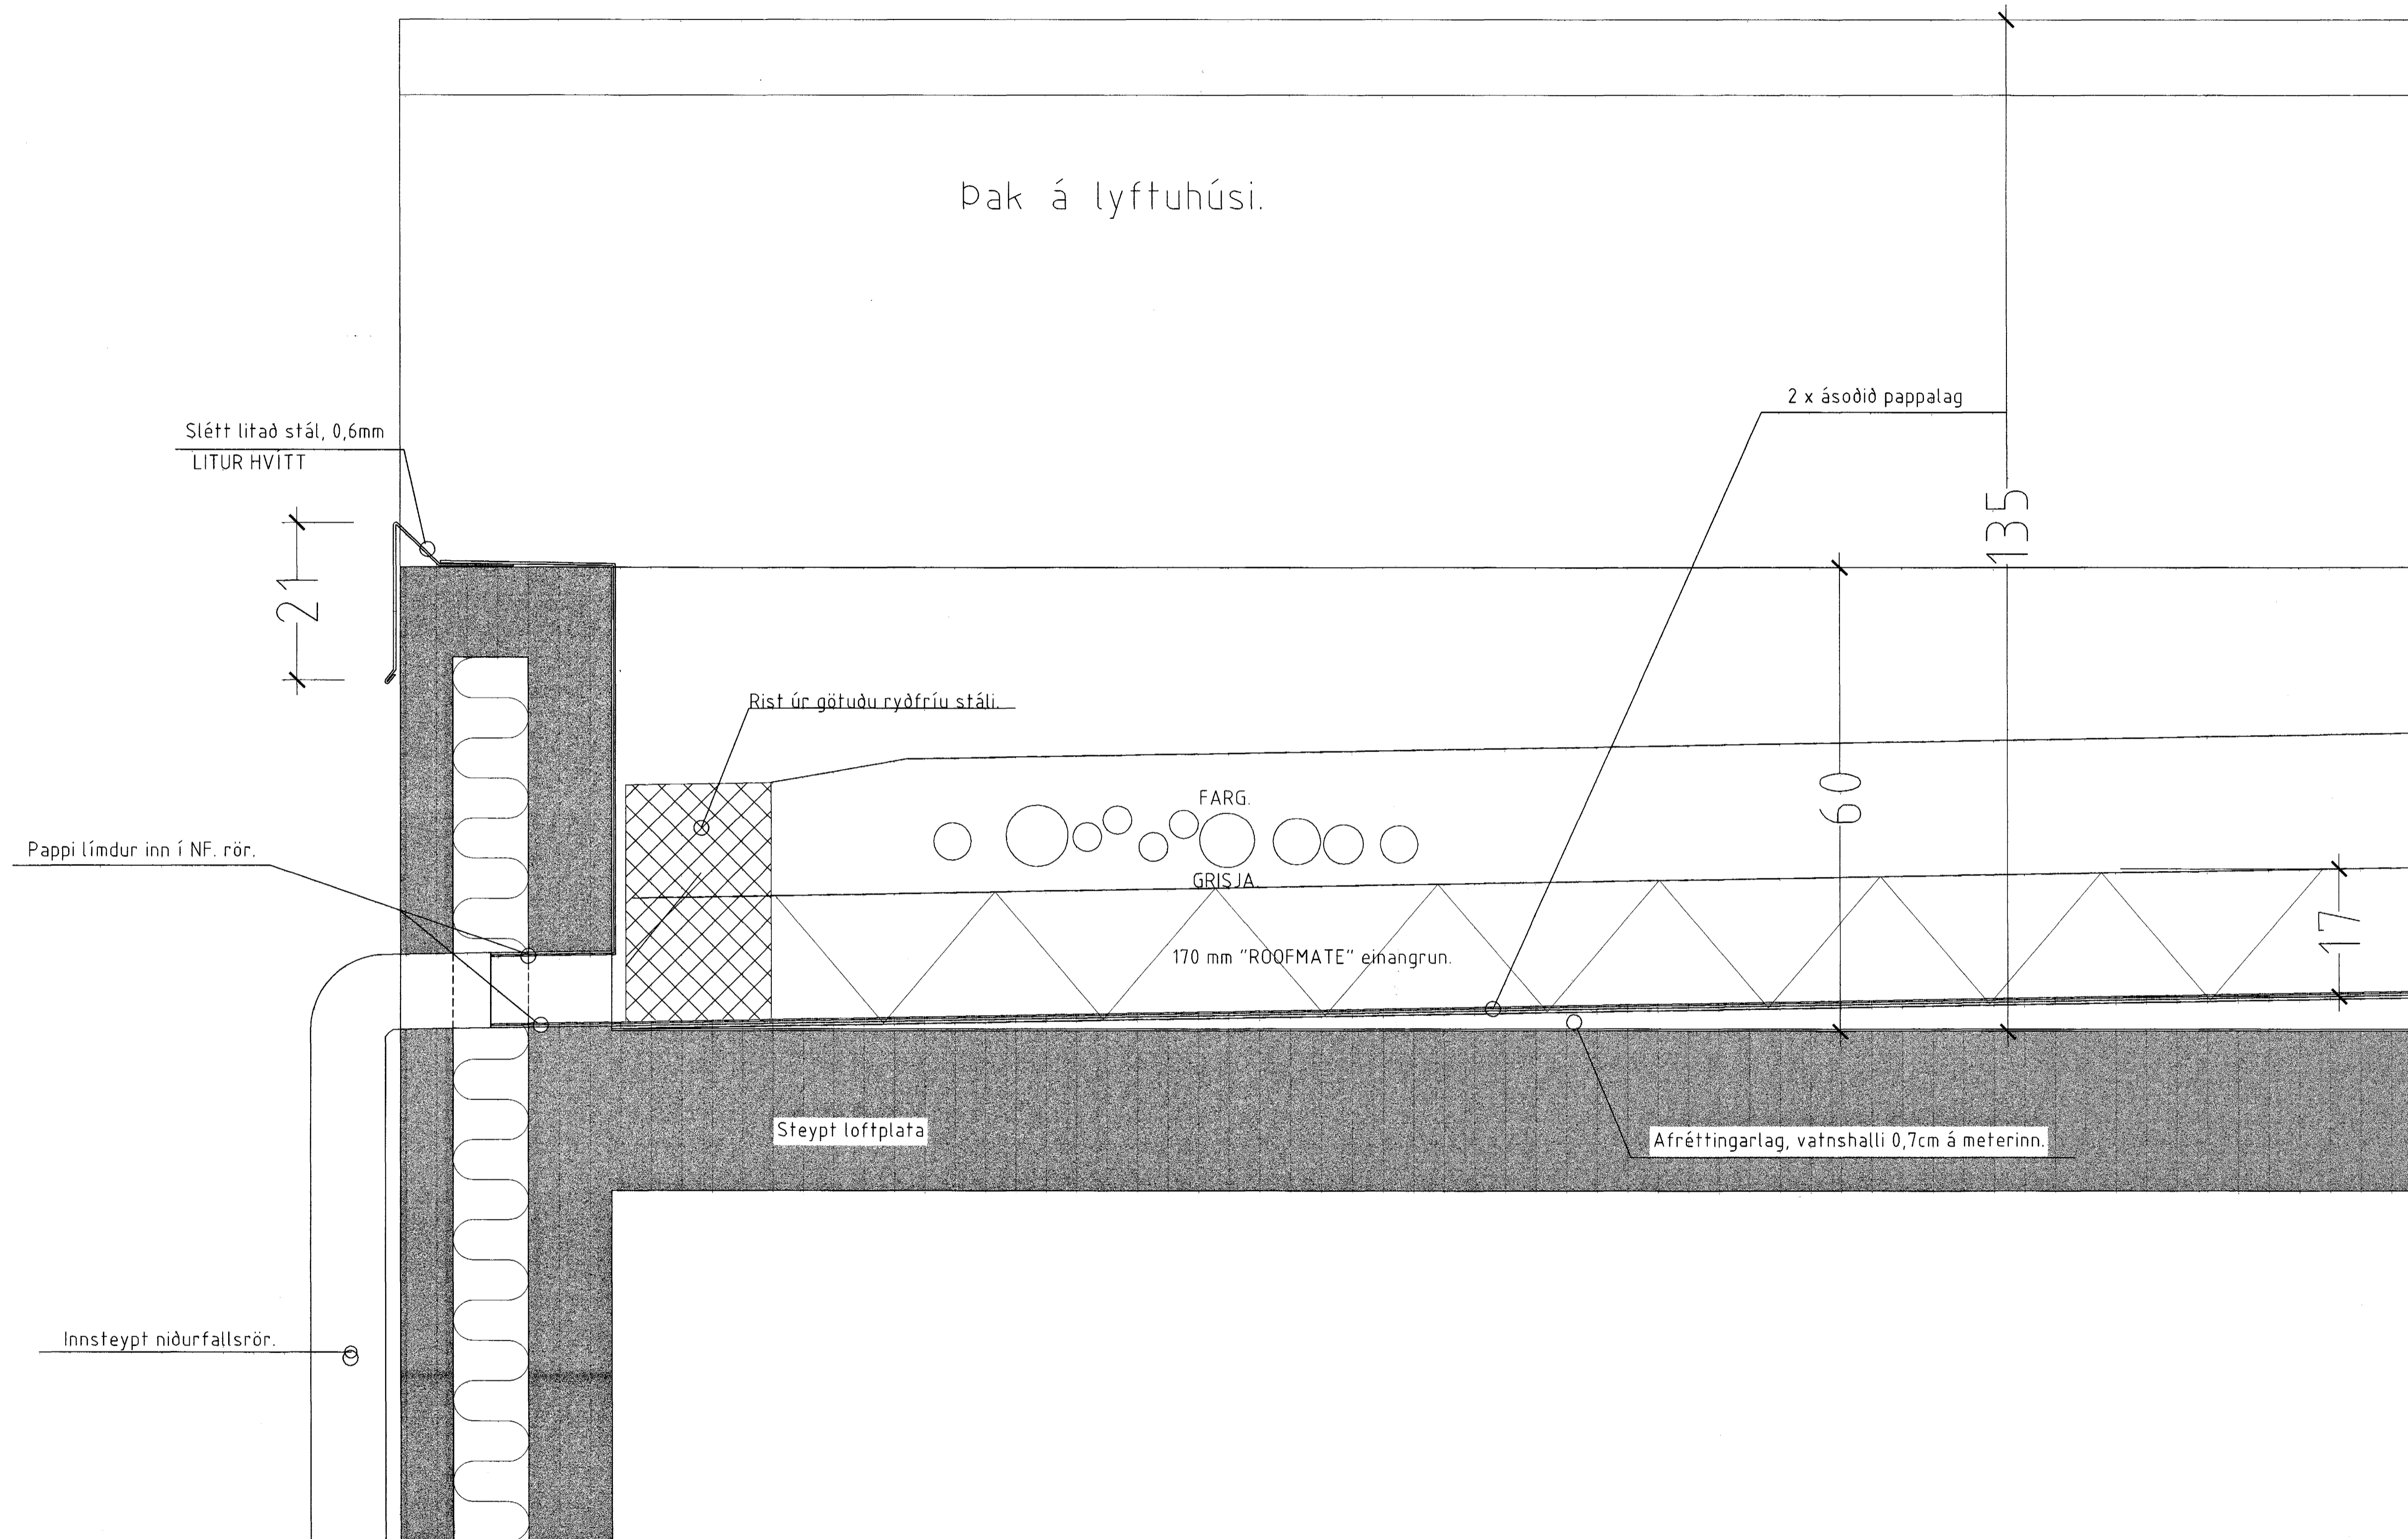 Þak á lyftuhúsi.
2 x ásoðið pappalag
Slétt litað stál, 0,6mm
LITUR HVÍTT
135
21
Rist úr götuðu ryðfríu stáli.
60
FARG.
Pappi límdur inn í NF. rör.
GRISJA.
17
170 mm "ROOFMATE" einangrun.
Steypt loftplata
Afréttingarlag, vatnshalli 0,7cm á meterinn.
Innsteypt niðurfallsrör.